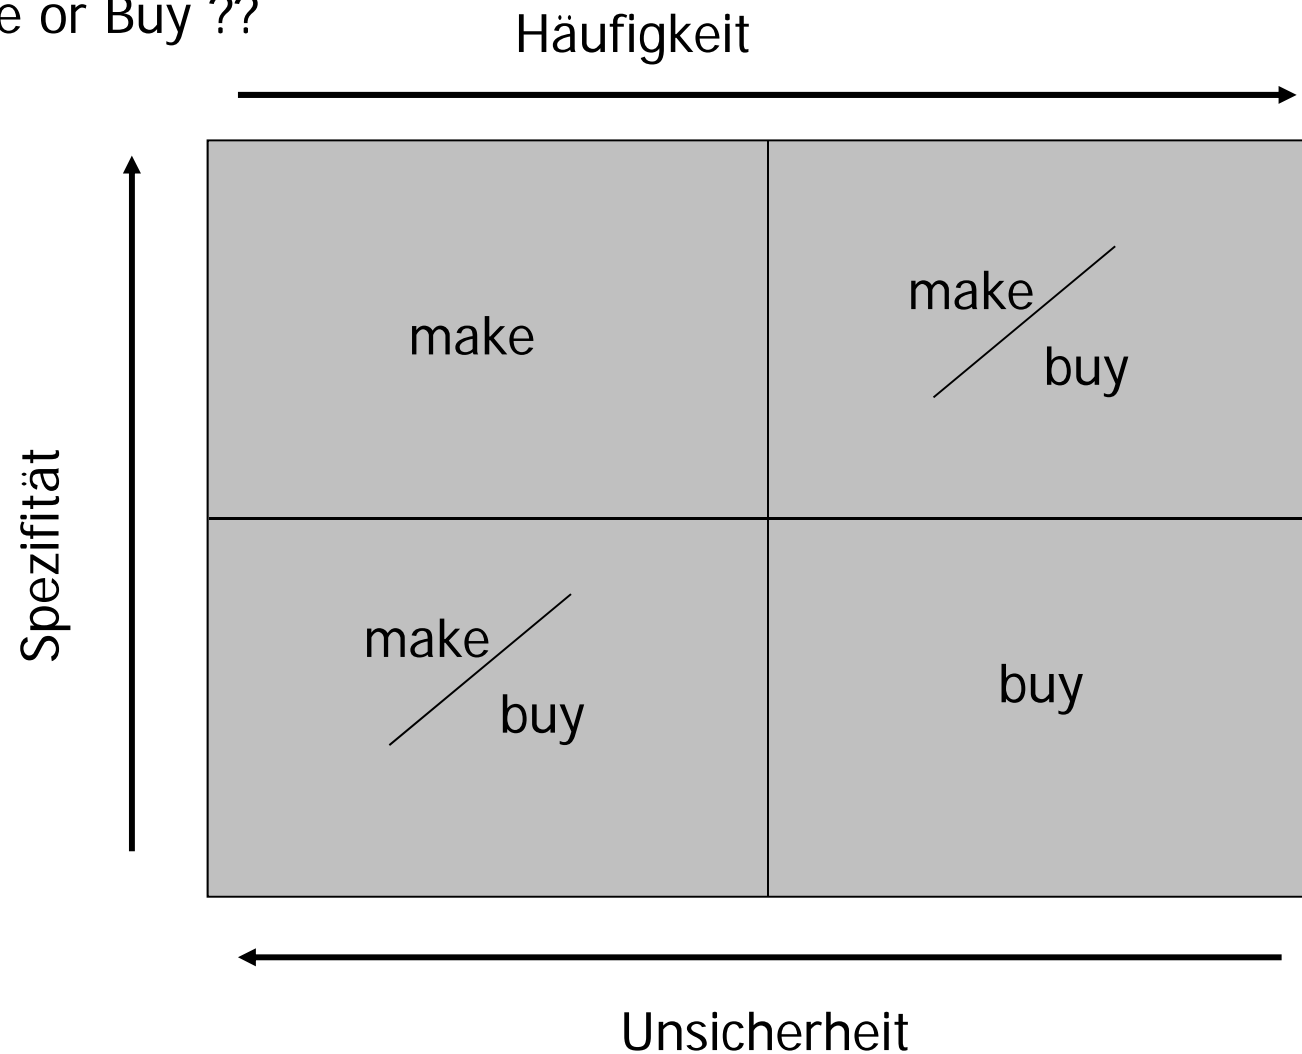 e or Buy ??
Häufigkeit
make
make
buy
Spezifität
make
buy
buy
Unsicherheit